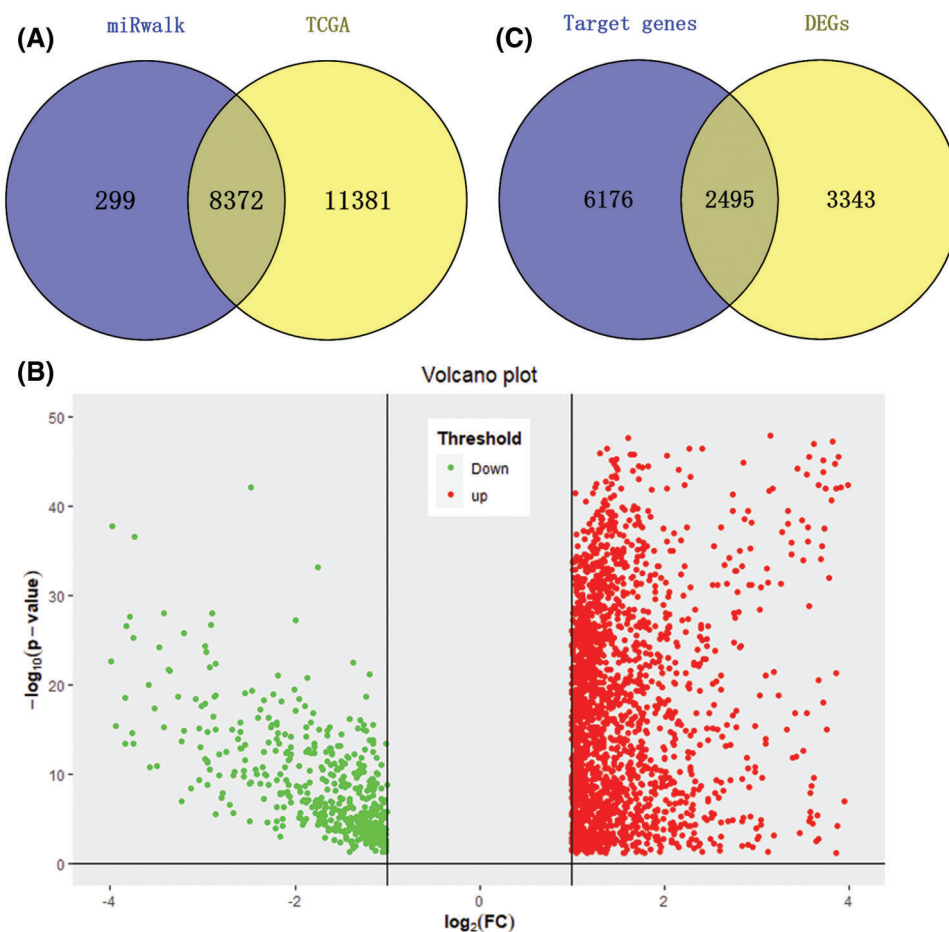 (A)
miRwalk
TCGA
299
8372
11381
(C)
Target genes
DEGs
6176
2495
3343
(B)
Volcano plot
Threshold
Down
up
50
40
30
20
10
0
−log10(p − value)
-4
-2
0
2
4
log2(FC)